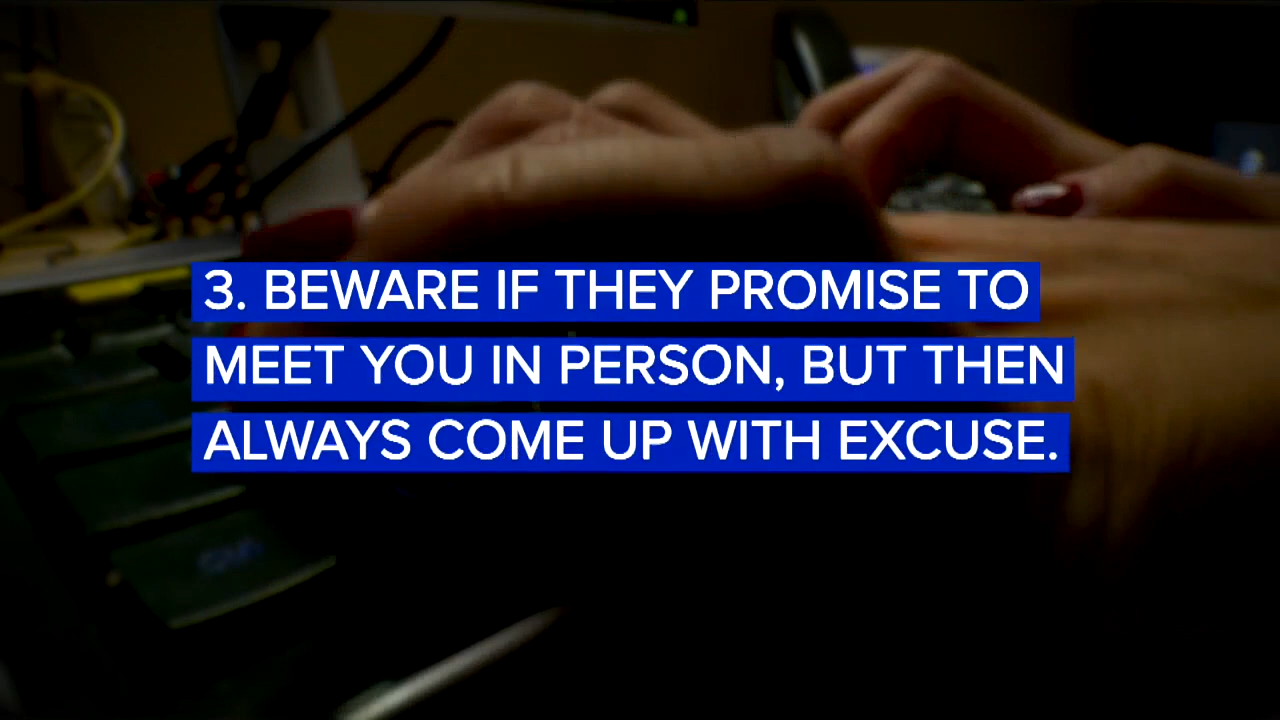 3. BEWARE IF THEY PROMISE TO
MEET YOU IN PERSON, BUT THEN
ALWAYS COME UP WITH EXCUSE.